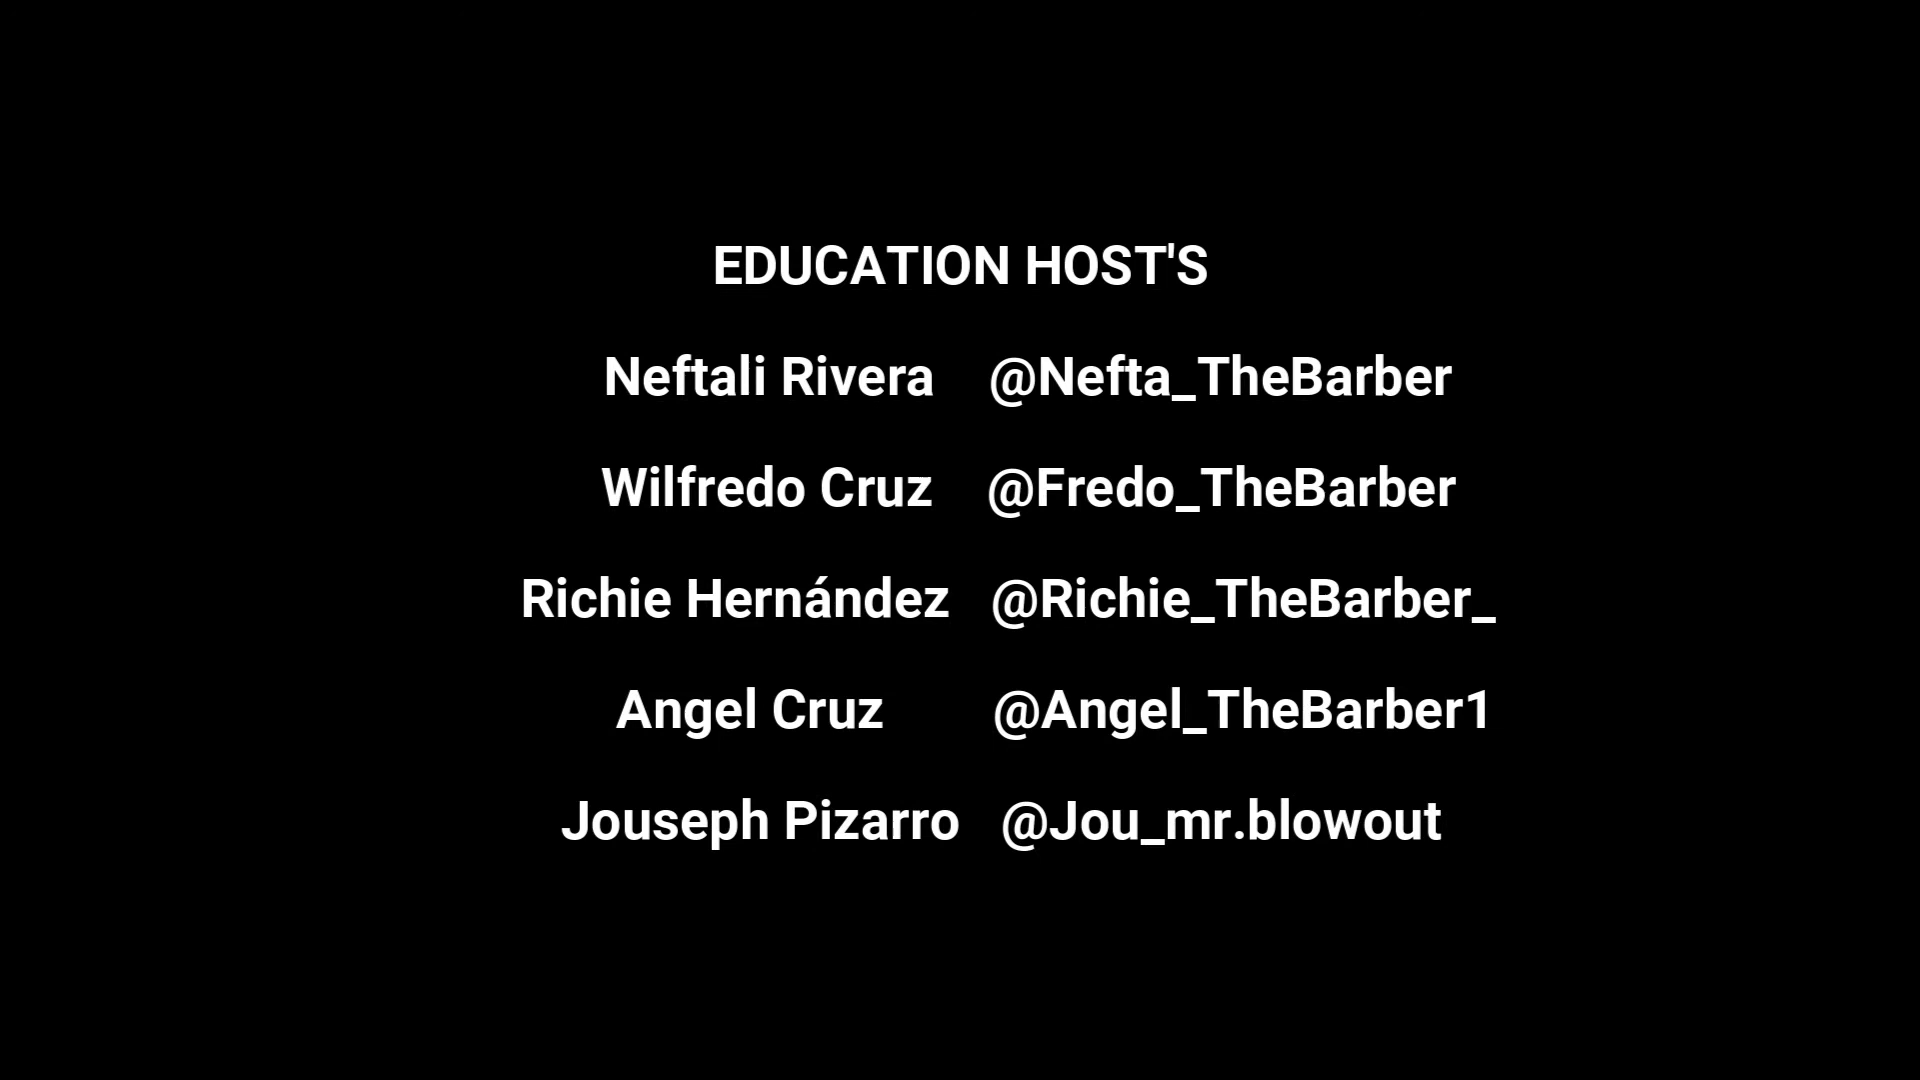 EDUCATION HOST'S
Neftali Rivera @Nefta_TheBarber
Wilfredo Cruz @Fredo_TheBarber
Richie Hernández @Richie_TheBarber_
Angel Cruz @Angel_TheBarber1
Jouseph Pizarro @Jou_mr.blowout